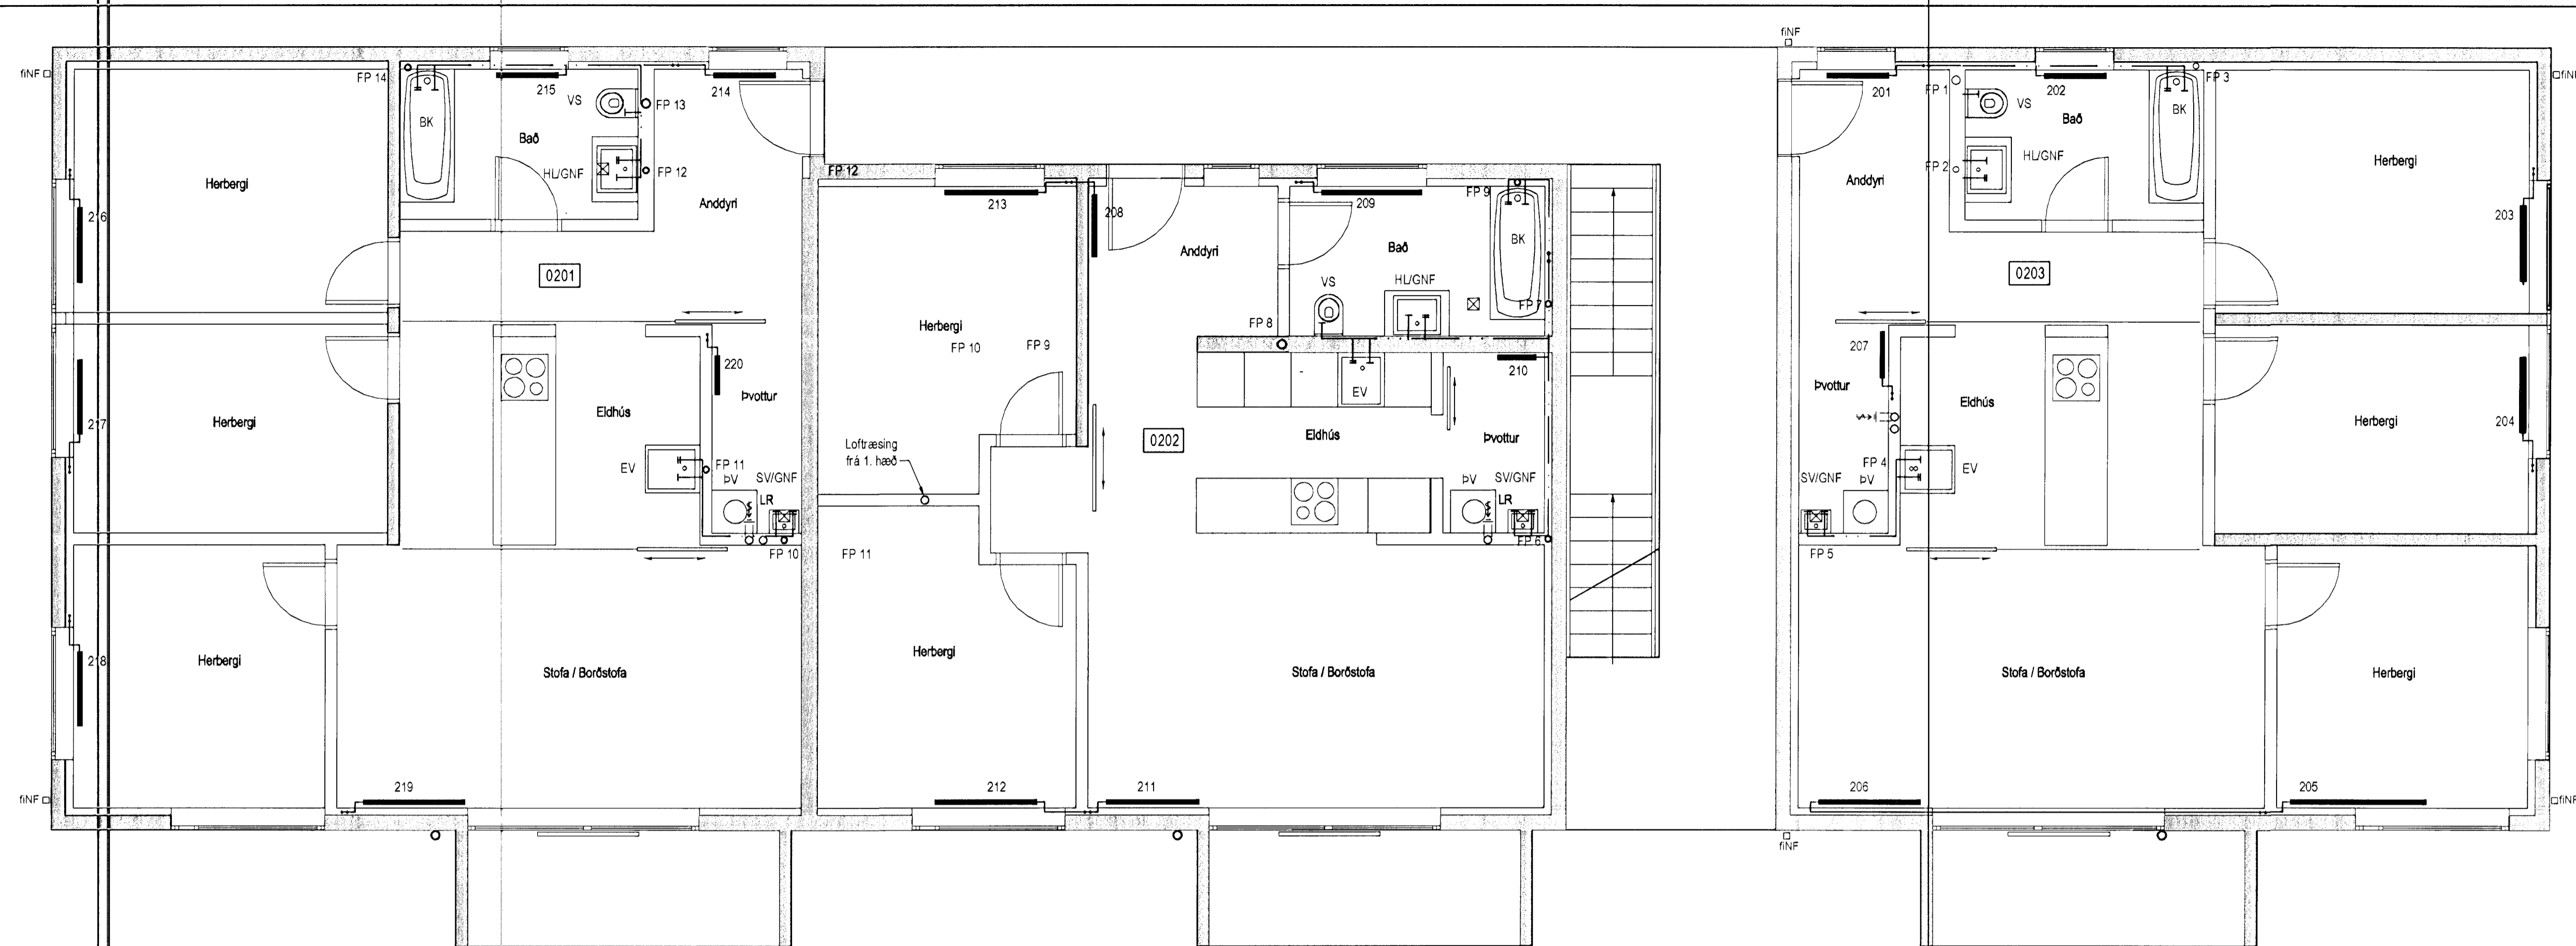 fiNF
fiNF
fiNF
FP 14
215
VS
FP 13
214
201
FP 1
VS
202
FP 3
BK
Bað
HL/GNF
FP 12
BK
Bað
HL/GNF
FP 2
Herbergi
Anddyri
FP 12
213
208
209
FP 9
Anddyri
Herbergi
216
203
Anddyri
Bað
BK
0201
VS
HL/GNF
FP 7
0203
Herbergi
FP 10
FP 9
FP 8
220
210
207
Þvottur
EV
Þvottur
Eldhús
Eldhús
Herbergi
217
Herbergi
204
Loftræsing
frá 1. hæð
0202
Eldhús
Þvottur
EV
FP 11
ÞV
SV/GNF
LR
ÞV
SV/GNF
LR
SV/GNF
ÞV
FP 4
EV
FP 10
FP 11
FP 6
FP 5
Herbergi
218
Stofa / Borðstofa
Herbergi
Stofa / Borðstofa
Stofa / Borðstofa
Herbergi
219
212
211
206
205
fiNF
fiNF
fiNF